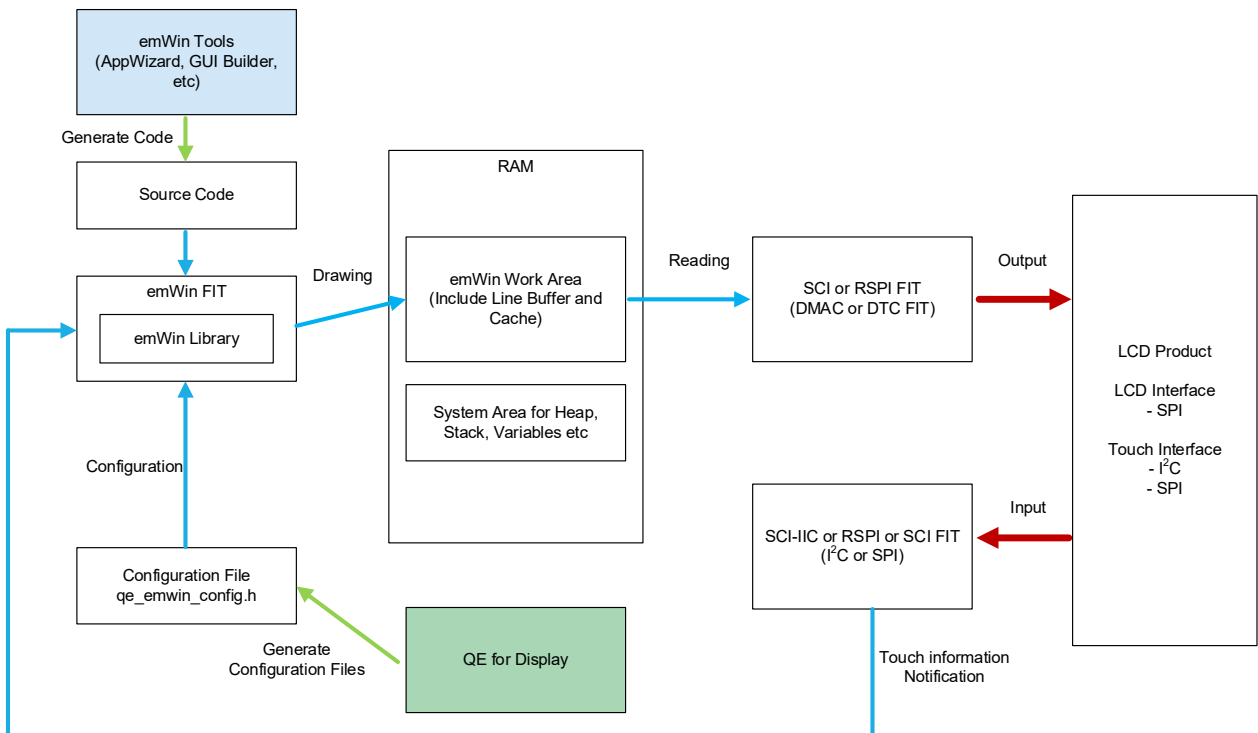 emWin Tools
(AppWizard, GUI Builder,
etc)
Generate Code
Source Code
emWin FIT
emWin Library
Drawing
RAM
emWin Work Area
(Include Line Buffer and
Cache)
System Area for Heap,
Stack, Variables etc
Reading
SCI or RSPI FIT
(DMAC or DTC FIT)
Output
LCD Product
LCD Interface
- SPI
Touch Interface
- I²C
- SPI
Input
SCI-IIC or RSPI or SCI FIT
(I²C or SPI)
Touch information
Notification
Configuration
Configuration File
qe_emwin_config.h
Generate
Configuration Files
QE for Display